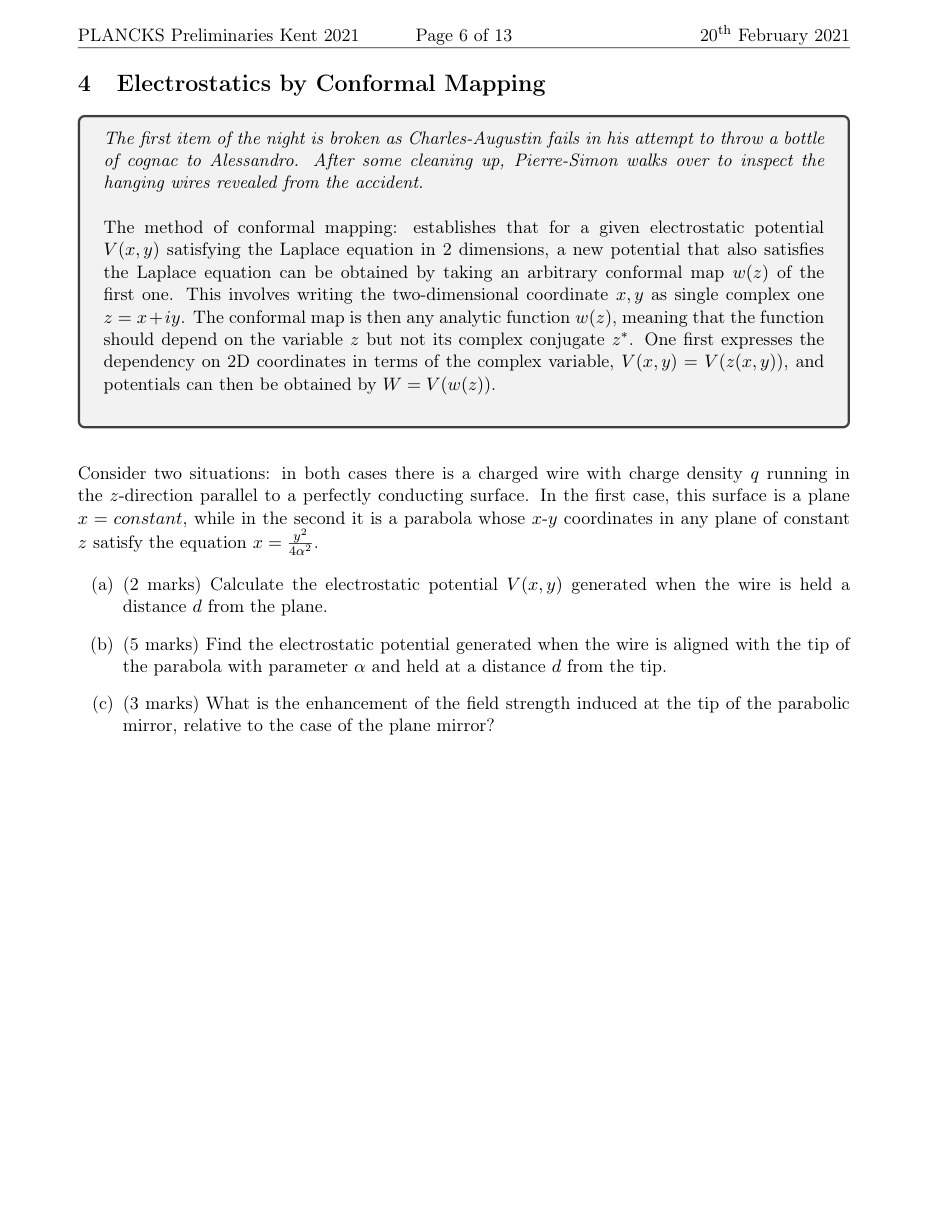 PLANCKS Preliminaries Kent 2021 Page 6 of 13 20th February 2021
4 Electrostatics by Conformal Mapping
The first item of the night is broken as Charles-Augustin fails in his attempt to throw a bottle
of cognac to Alessandro. After some cleaning up, Pierre-Simon walks over to inspect the
hanging wires revealed from the accident.
The method of conformal mapping: establishes that for a given electrostatic potential
V(x, y) satisfying the Laplace equation in 2 dimensions, a new potential that also satisfies
the Laplace equation can be obtained by taking an arbitrary conformal map w(z) of the
first one. This involves writing the two-dimensional coordinate x, y as single complex one
z = x+iy. The conformal map is then any analytic function w(z), meaning that the function
should depend on the variable z but not its complex conjugate z*. One first expresses the
dependency on 2D coordinates in terms of the complex variable, V(x, y) = V(z(x, y)), and
potentials can then be obtained by W = V(w(z)).
Consider two situations: in both cases there is a charged wire with charge density q running in
the z-direction parallel to a perfectly conducting surface. In the first case, this surface is a plane
x = constant, while in the second it is a parabola whose x-y coordinates in any plane of constant
z satisfy the equation x = y²/4α².
(a) (2 marks) Calculate the electrostatic potential V(x, y) generated when the wire is held a
distance d from the plane.
(b) (5 marks) Find the electrostatic potential generated when the wire is aligned with the tip of
the parabola with parameter α and held at a distance d from the tip.
(c) (3 marks) What is the enhancement of the field strength induced at the tip of the parabolic
mirror, relative to the case of the plane mirror?